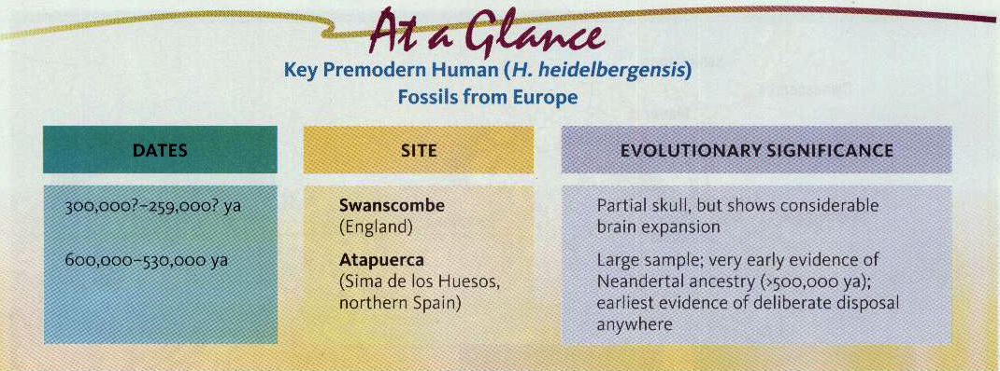 At a Glance
Key Premodern Human (H. heidelbergensis)
Fossils from Europe
DATES
SITE
EVOLUTIONARY SIGNIFICANCE
300,000?–259,000? ya
Swanscombe
(England)
Partial skull, but shows considerable
brain expansion
600,000–530,000 ya
Atapuerca
(Sima de los Huesos,
northern Spain)
Large sample; very early evidence of
Neandertal ancestry (>500,000 ya);
earliest evidence of deliberate disposal
anywhere